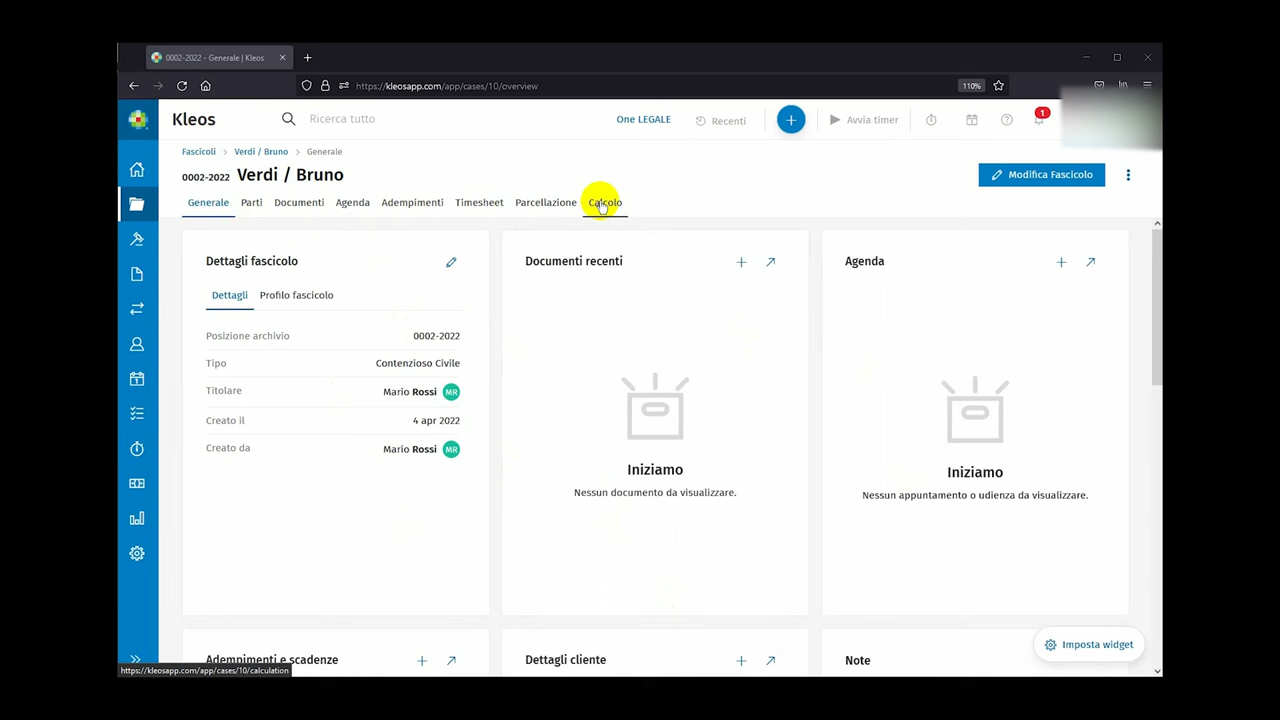 0002-2022 - Generale | Kleos
https://kleosapp.com/app/cases/10/overview
110%
Kleos
Ricerca tutto
One LEGALE
Recenti
Avvia timer
1
Fascicoli > Verdi / Bruno > Generale
0002-2022 Verdi / Bruno
Modifica Fascicolo
Generale Parti Documenti Agenda Adempimenti Timesheet Parcellazione Calcolo
Dettagli fascicolo
Dettagli Profilo fascicolo
Posizione archivio 0002-2022
Tipo Contenzioso Civile
Titolare Mario Rossi MR
Creato il 4 apr 2022
Creato da Mario Rossi MR
Documenti recenti
Iniziamo
Nessun documento da visualizzare.
Agenda
Iniziamo
Nessun appuntamento o udienza da visualizzare.
Adempimenti e scadenze
Dettagli cliente
Note
Imposta widget
https://kleosapp.com/app/cases/10/calculation